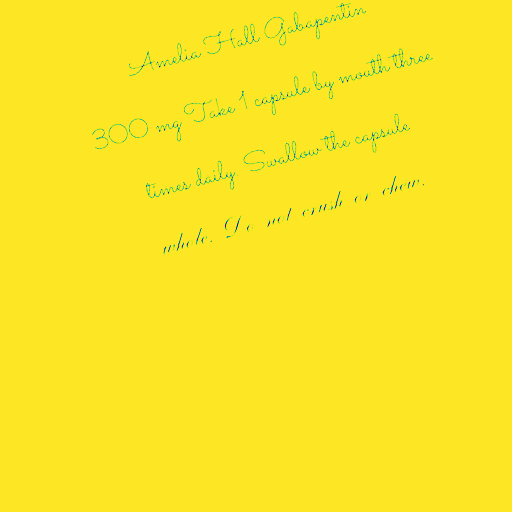 Amelia Hall Gabapentin
300 mg Take 1 capsule by mouth three
times daily Swallow the capsule
whole. Do not crush or chew.